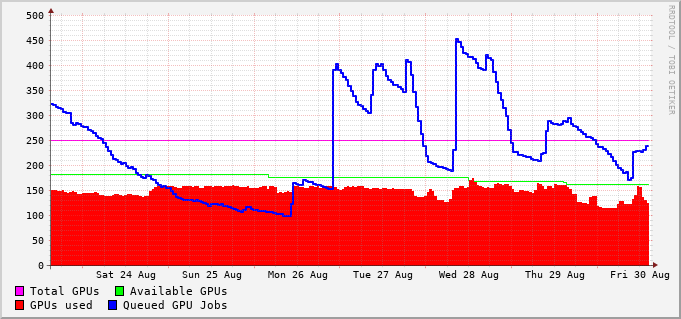 500
450
400
350
300
250
200
150
100
50
0
Sat 24 Aug Sun 25 Aug Mon 26 Aug Tue 27 Aug Wed 28 Aug Thu 29 Aug Fri 30 Aug
Total GPUs Available GPUs
GPUs used Queued GPU Jobs
RRDTOOL / TOBI OETIKER